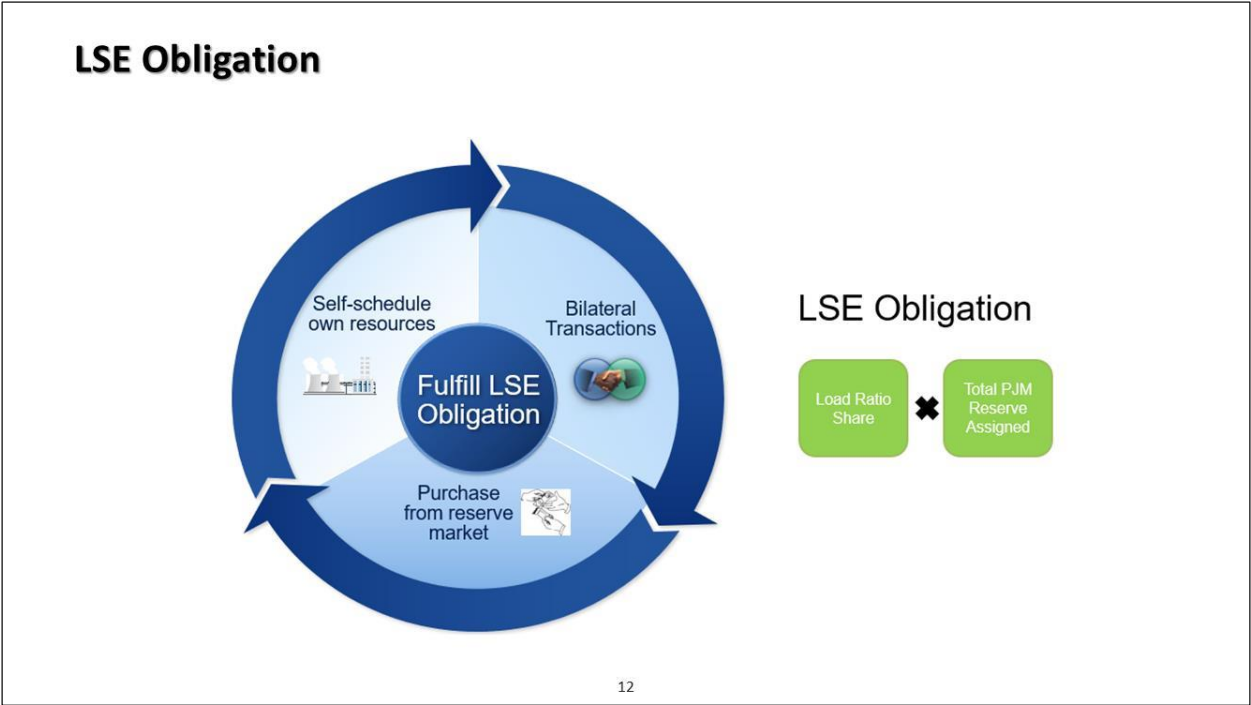 LSE Obligation
Self-schedule
own resources
Bilateral
Transactions
Fulfill LSE
Obligation
Purchase
from reserve
market
LSE Obligation
Load Ratio
Share
✖
Total PJM
Reserve
Assigned
12